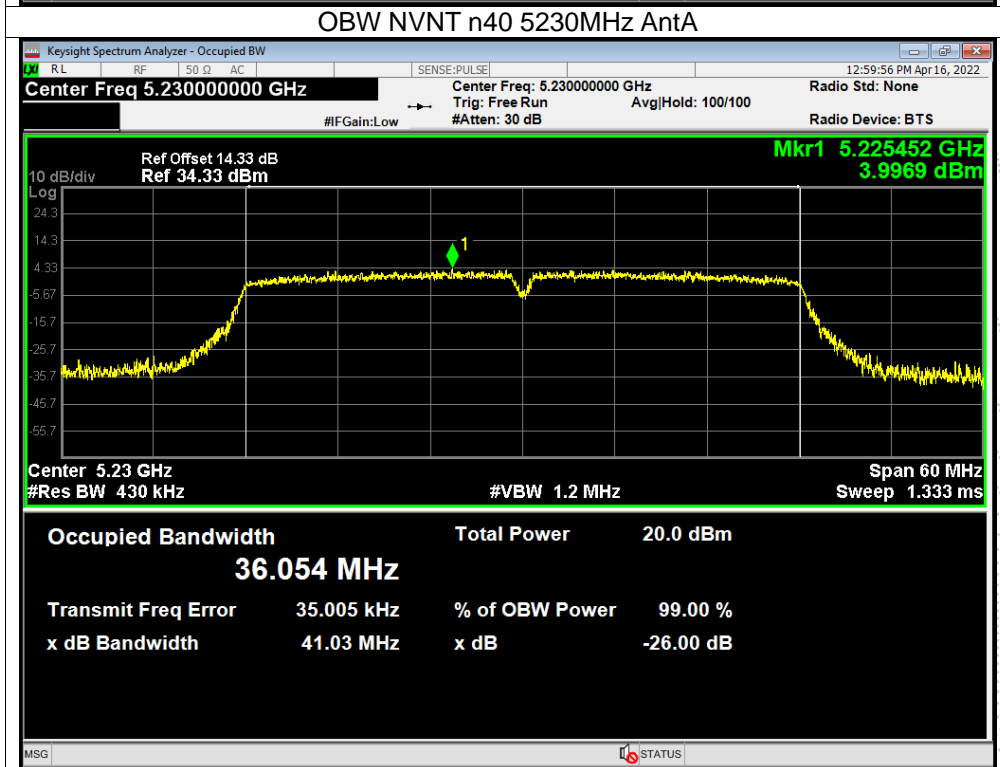 OBW NVNT n40 5230MHz AntA
Keysight Spectrum Analyzer - Occupied BW
LXI RL RF 50 Ω AC SENSE:PULSE 12:59:56 PM Apr 16, 2022
Center Freq 5.230000000 GHz Center Freq: 5.230000000 GHz Radio Std: None
Trig: Free Run Avg|Hold: 100/100
#IFGain:Low #Atten: 30 dB Radio Device: BTS
Mkr1 5.225452 GHz
3.9969 dBm
Ref Offset 14.33 dB
10 dB/div Ref 34.33 dBm
Log
24.3
14.3
1
4.33
-5.67
-15.7
-25.7
-35.7
-45.7
-55.7
Center 5.23 GHz Span 60 MHz
#Res BW 430 kHz #VBW 1.2 MHz Sweep 1.333 ms
Occupied Bandwidth Total Power 20.0 dBm
36.054 MHz
Transmit Freq Error 35.005 kHz % of OBW Power 99.00 %
x dB Bandwidth 41.03 MHz x dB -26.00 dB
MSG STATUS